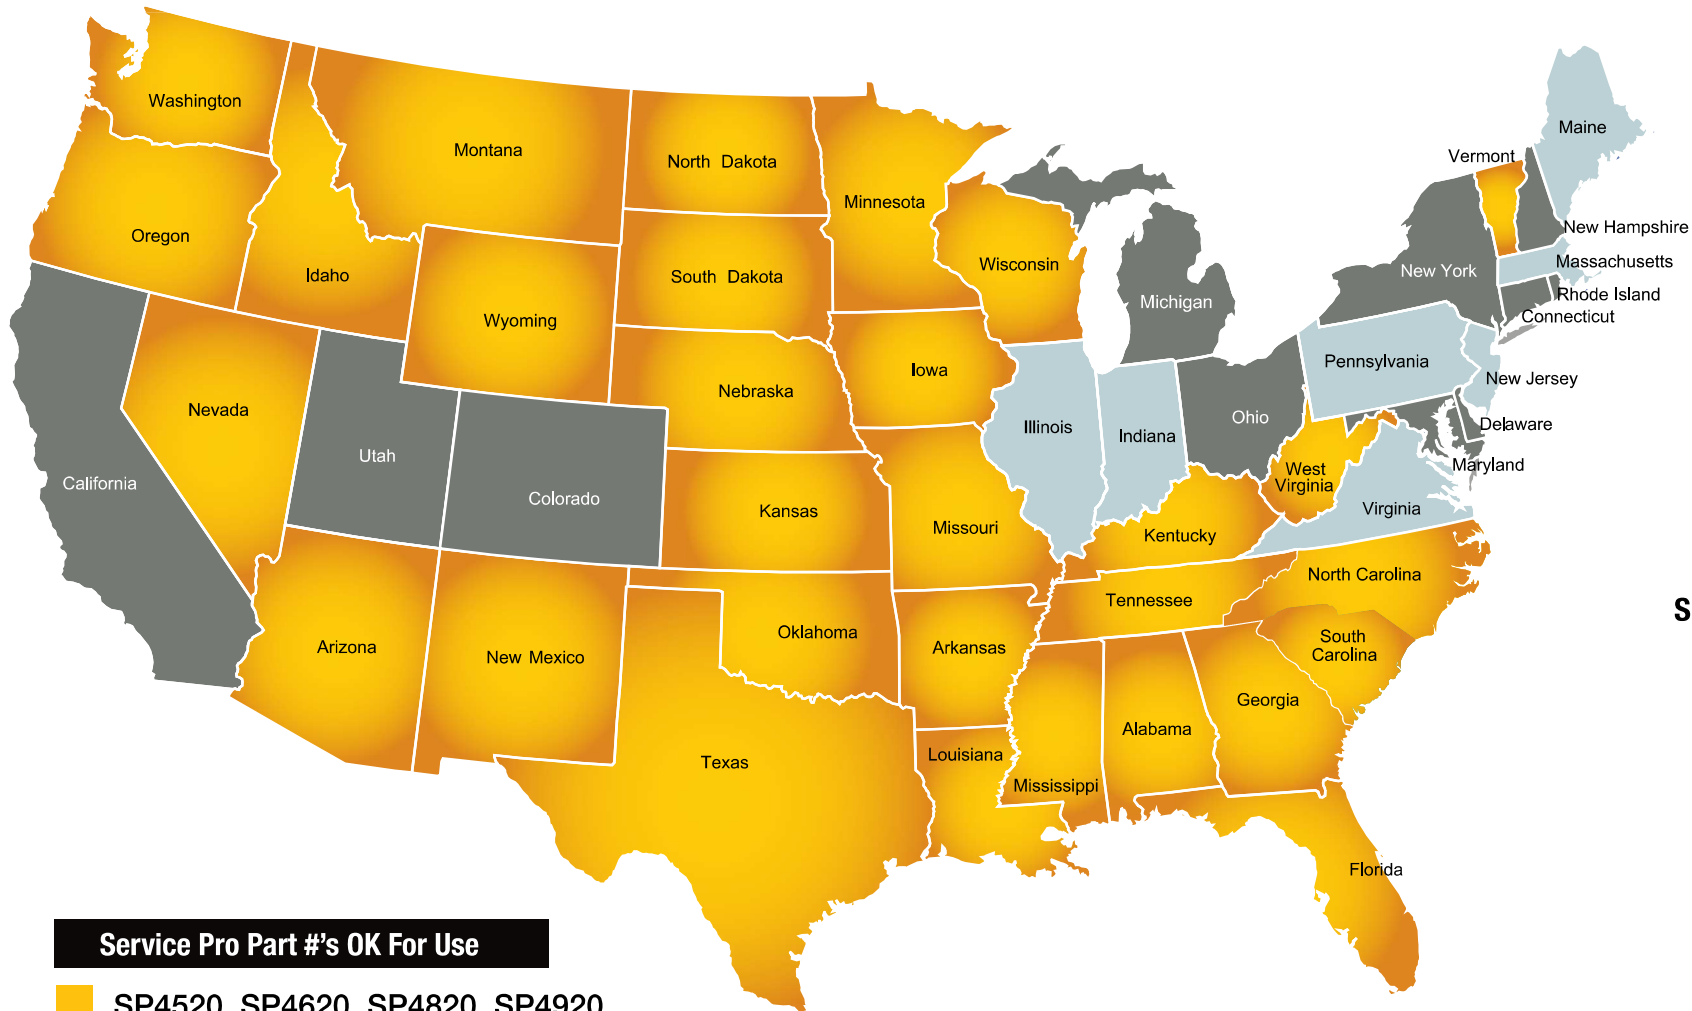 Washington
Montana
North Dakota
Minnesota
Oregon
Idaho
Wyoming
South Dakota
Wisconsin
Michigan
Vermont
Maine
New Hampshire
Massachusetts
New York
Rhode Island
Connecticut
Pennsylvania
New Jersey
Delaware
Maryland
Nevada
Utah
California
Colorado
Nebraska
Iowa
Illinois
Indiana
Ohio
West
Virginia
Virginia
Kansas
Missouri
Kentucky
North Carolina
Tennessee
South
Carolina
Arizona
New Mexico
Oklahoma
Arkansas
Georgia
Alabama
Mississippi
Louisiana
Texas
Florida
S
Service Pro Part #'s OK For Use
SP4520 SP4620 SP4820 SP4920